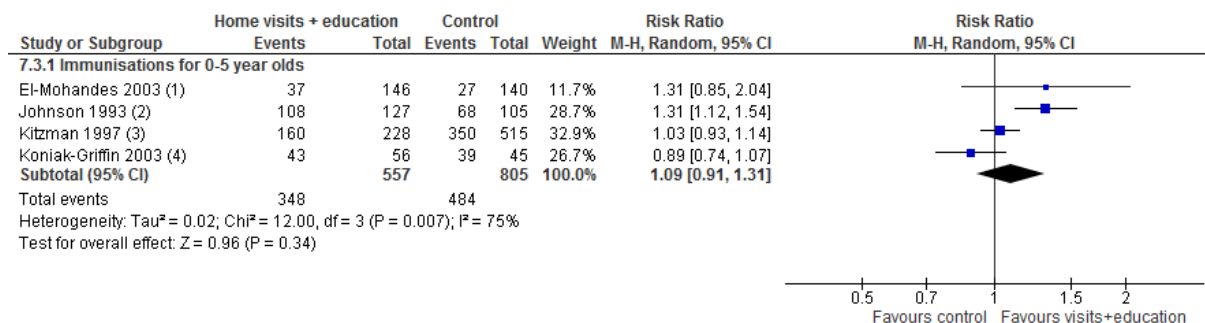 Home visits + education Control Risk Ratio Risk Ratio
Study or Subgroup Events Total Events Total Weight M-H, Random, 95% CI M-H, Random, 95% CI
7.3.1 Immunisations for 0-5 year olds
El-Mohandes 2003 (1) 37 146 27 140 11.7% 1.31 [0.85, 2.04]
Johnson 1993 (2) 108 127 68 105 28.7% 1.31 [1.12, 1.54]
Kitzman 1997 (3) 160 228 350 515 32.9% 1.03 [0.93, 1.14]
Koniak-Griffin 2003 (4) 43 56 39 45 26.7% 0.89 [0.74, 1.07]
Subtotal (95% CI) 557 805 100.0% 1.09 [0.91, 1.31]
Total events 348 484
Heterogeneity: Tau² = 0.02; Chi² = 12.00, df = 3 (P = 0.007); I² = 75%
Test for overall effect: Z = 0.96 (P = 0.34)
0.5 0.7 1 1.5 2
Favours control Favours visits+education